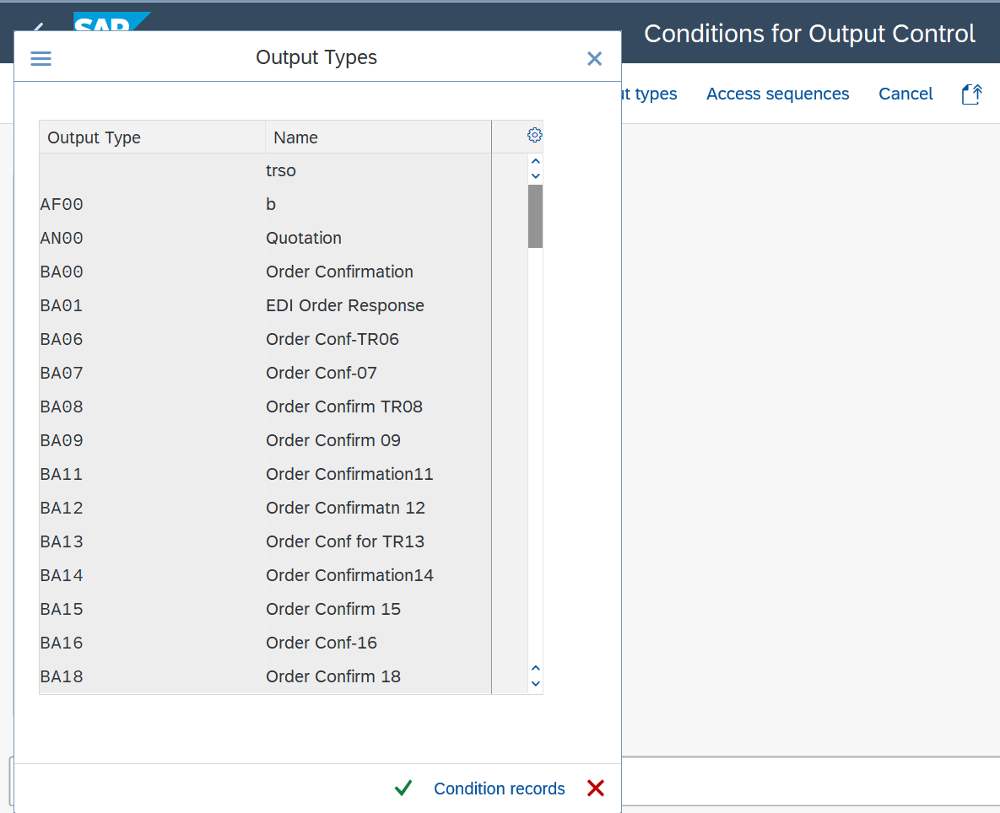 SAP
Conditions for Output Control
Output Types
t types Access sequences Cancel
Output Type Name
trso
AF00 b
AN00 Quotation
BA00 Order Confirmation
BA01 EDI Order Response
BA06 Order Conf-TR06
BA07 Order Conf-07
BA08 Order Confirm TR08
BA09 Order Confirm 09
BA11 Order Confirmation11
BA12 Order Confirmatn 12
BA13 Order Conf for TR13
BA14 Order Confirmation14
BA15 Order Confirm 15
BA16 Order Conf-16
BA18 Order Confirm 18
Condition records